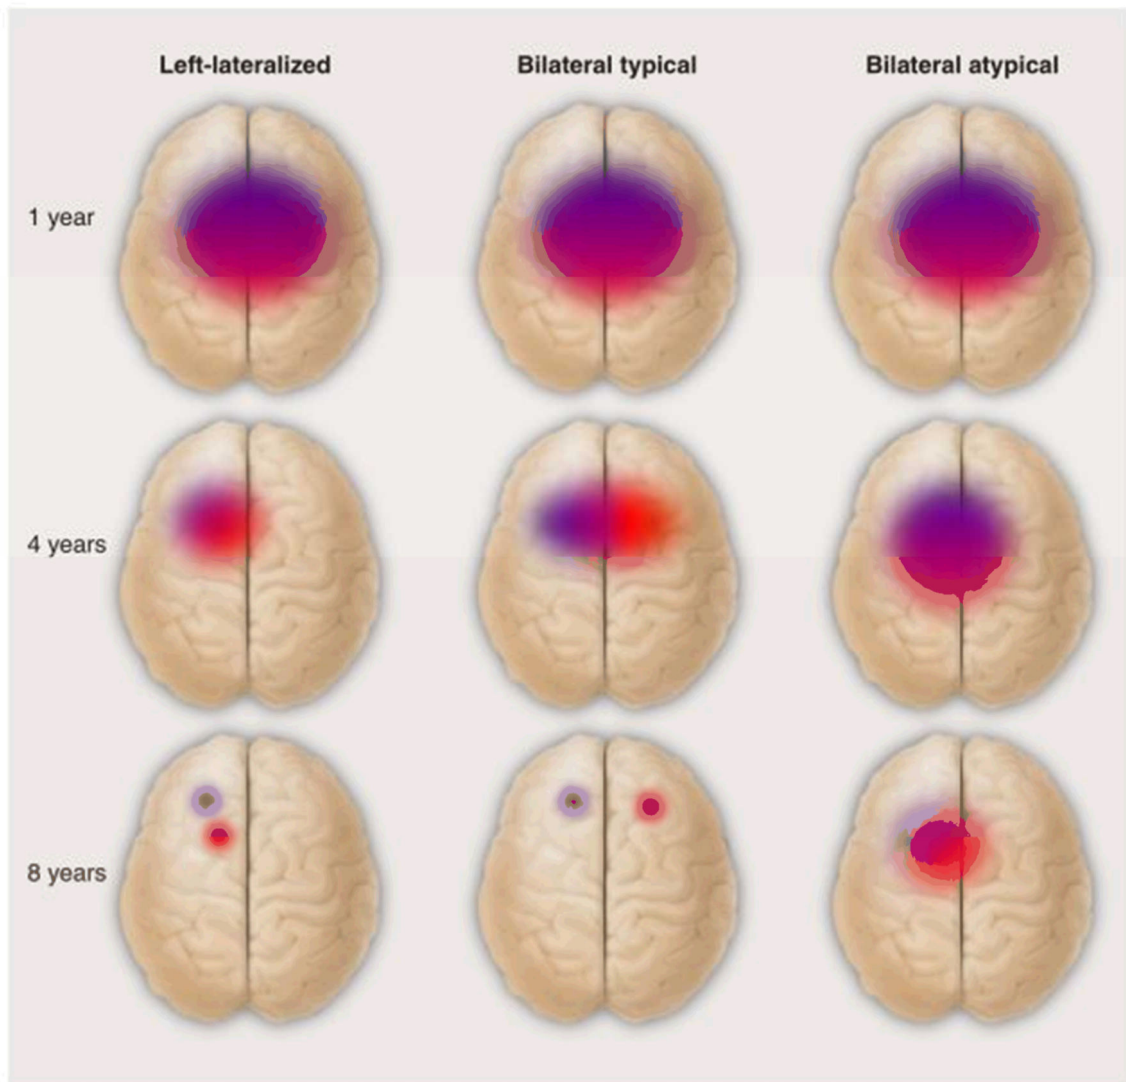 Left-lateralized
Bilateral typical
Bilateral atypical
1 year
4 years
8 years